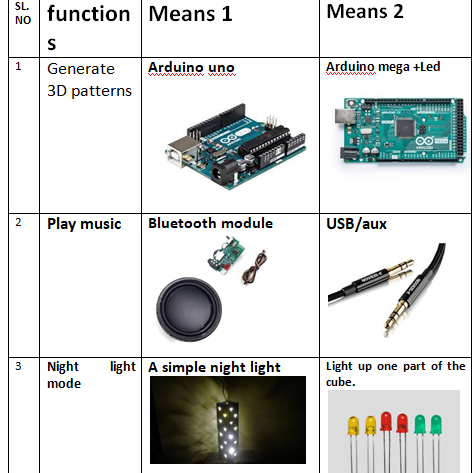 SL. NO
function s
Means 1
Means 2
1
Generate 3D patterns
Arduino uno
Arduino mega +Led
2
Play music
Bluetooth module
USB/aux
3
Night light mode
A simple night light
Light up one part of the cube.